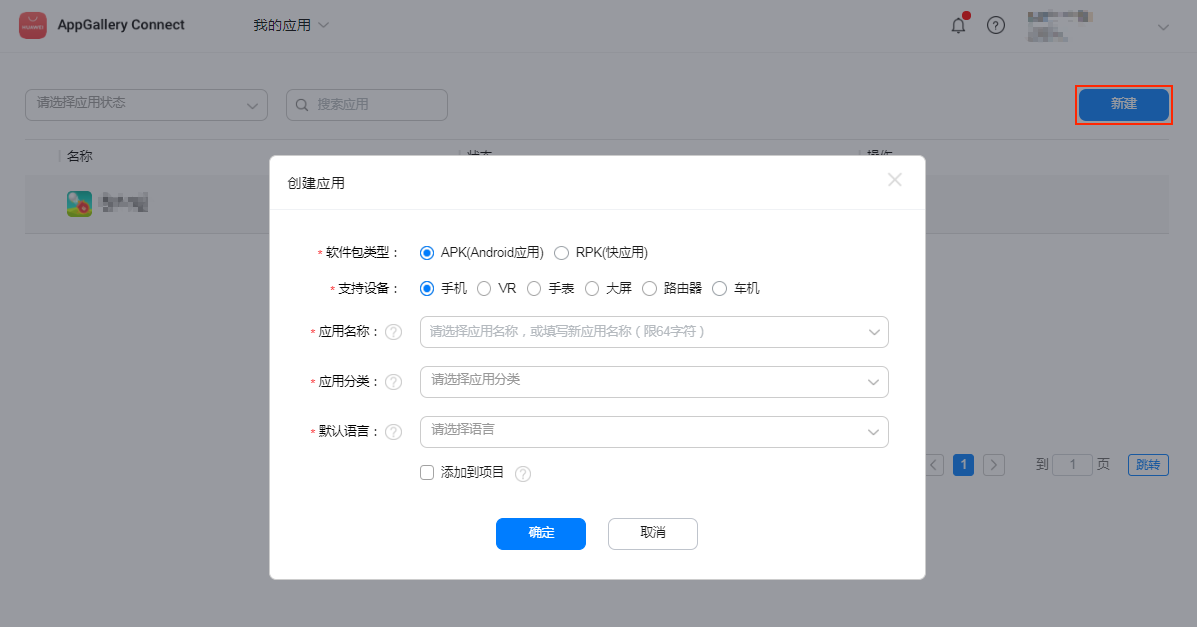 AppGallery Connect 我的应用
请选择应用状态 搜索应用 新建
名称 状态 操作
创建应用
* 软件包类型： APK(Android应用) RPK(快应用)
* 支持设备： 手机 VR 手表 大屏 路由器 车机
* 应用名称： 请选择应用名称，或填写新应用名称（限64字符）
* 应用分类： 请选择应用分类
* 默认语言： 请选择语言
添加到项目
1 到 1 页 跳转
确定 取消